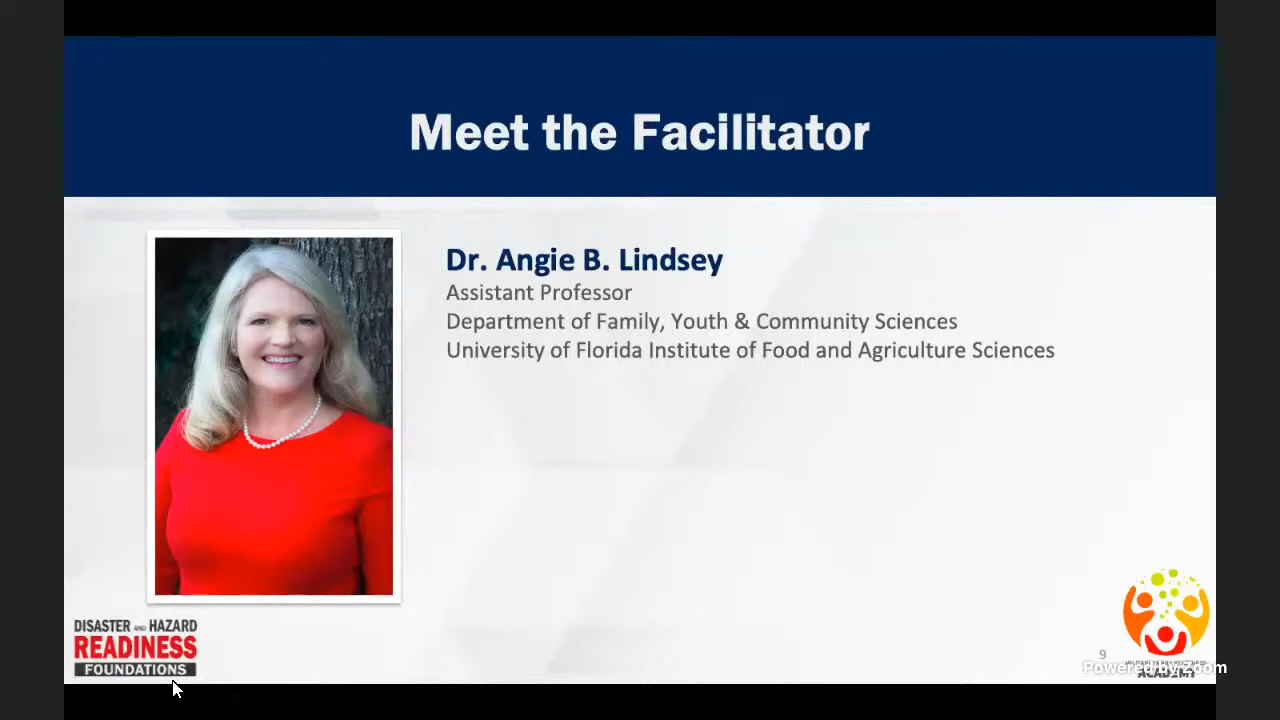 Meet the Facilitator
Dr. Angie B. Lindsey
Assistant Professor
Department of Family, Youth & Community Sciences
University of Florida Institute of Food and Agriculture Sciences
DISASTER AND HAZARD
READINESS
FOUNDATIONS
9
Powered by Zoom
ACADEMY